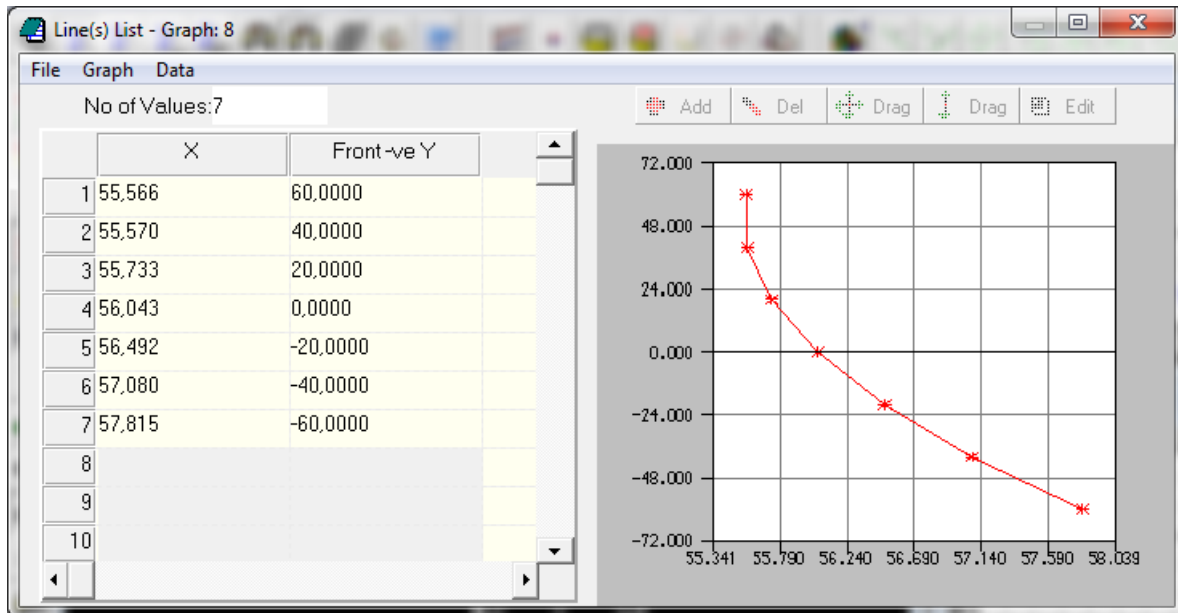 Line(s) List - Graph: 8
File Graph Data
No of Values:7
Add Del Drag Drag Edit
X Front-ve Y
1 55,566 60,0000
2 55,570 40,0000
3 55,733 20,0000
4 56,043 0,0000
5 56,492 -20,0000
6 57,080 -40,0000
7 57,815 -60,0000
8
9
10
72.000
48.000
24.000
0.000
-24.000
-48.000
-72.000
55.341 55.790 56.240 56.690 57.140 57.590 58.039